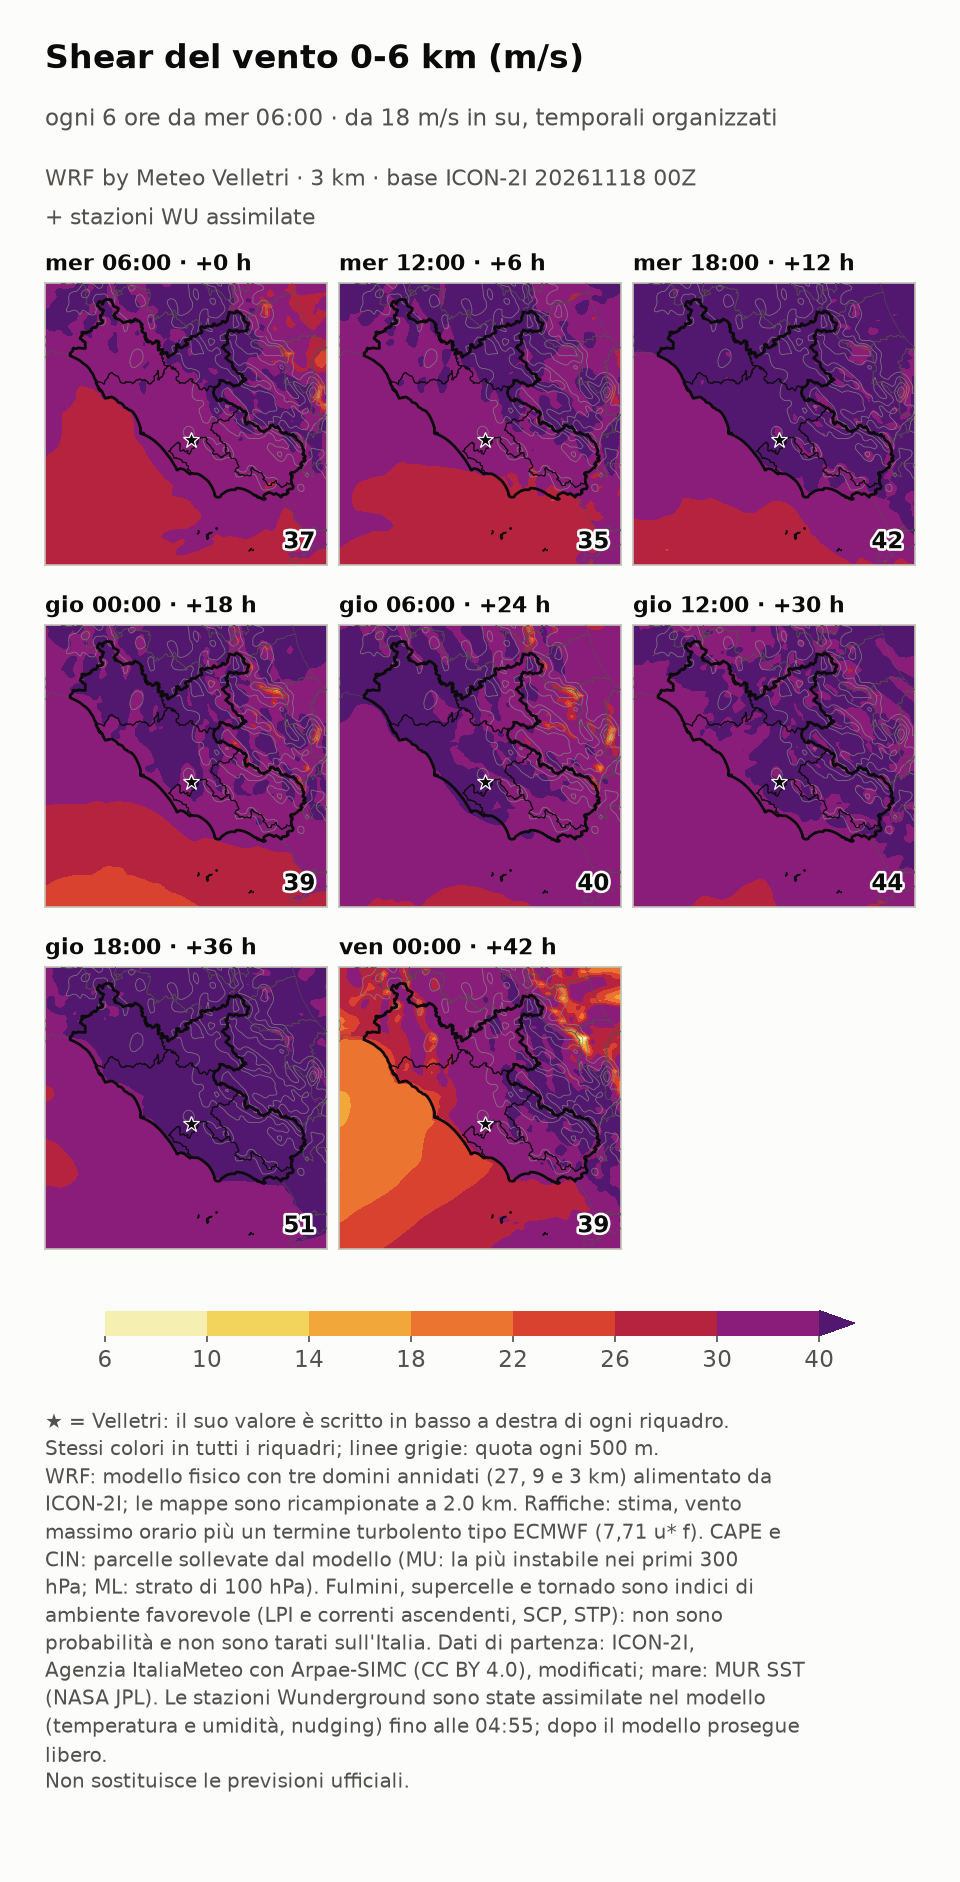 Shear del vento 0-6 km (m/s)
ogni 6 ore da mer 06:00 · da 18 m/s in su, temporali organizzati
WRF by Meteo Velletri · 3 km · base ICON-2I 20261118 00Z
+ stazioni WU assimilate
mer 06:00 · +0 h
mer 12:00 · +6 h
mer 18:00 · +12 h
37
35
42
gio 00:00 · +18 h
gio 06:00 · +24 h
gio 12:00 · +30 h
39
40
44
gio 18:00 · +36 h
ven 00:00 · +42 h
51
39
6 10 14 18 22 26 30 40
★ = Velletri: il suo valore è scritto in basso a destra di ogni riquadro.
Stessi colori in tutti i riquadri; linee grigie: quota ogni 500 m.
WRF: modello fisico con tre domini annidati (27, 9 e 3 km) alimentato da
ICON-2I; le mappe sono ricampionate a 2.0 km. Raffiche: stima, vento
massimo orario più un termine turbolento tipo ECMWF (7,71 u* f). CAPE e
CIN: parcelle sollevate dal modello (MU: la più instabile nei primi 300
hPa; ML: strato di 100 hPa). Fulmini, supercelle e tornado sono indici di
ambiente favorevole (LPI e correnti ascendenti, SCP, STP): non sono
probabilità e non sono tarati sull'Italia. Dati di partenza: ICON-2I,
Agenzia ItaliaMeteo con Arpae-SIMC (CC BY 4.0), modificati; mare: MUR SST
(NASA JPL). Le stazioni Wunderground sono state assimilate nel modello
(temperatura e umidità, nudging) fino alle 04:55; dopo il modello prosegue
libero.
Non sostituisce le previsioni ufficiali.